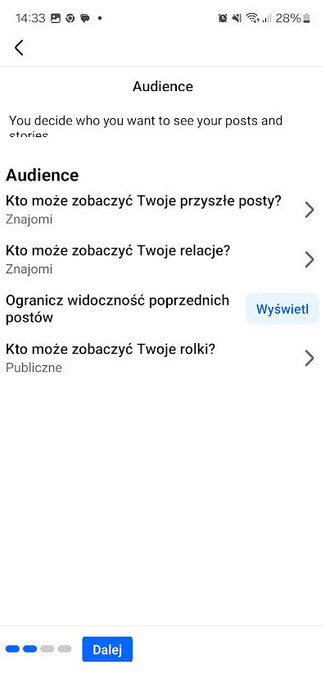 14:33
28%
Audience
You decide who you want to see your posts and
stories
Audience
Kto może zobaczyć Twoje przyszłe posty?
Znajomi
Kto może zobaczyć Twoje relacje?
Znajomi
Ogranicz widoczność poprzednich
postów
Wyświetl
Kto może zobaczyć Twoje rolki?
Publiczne
Dalej